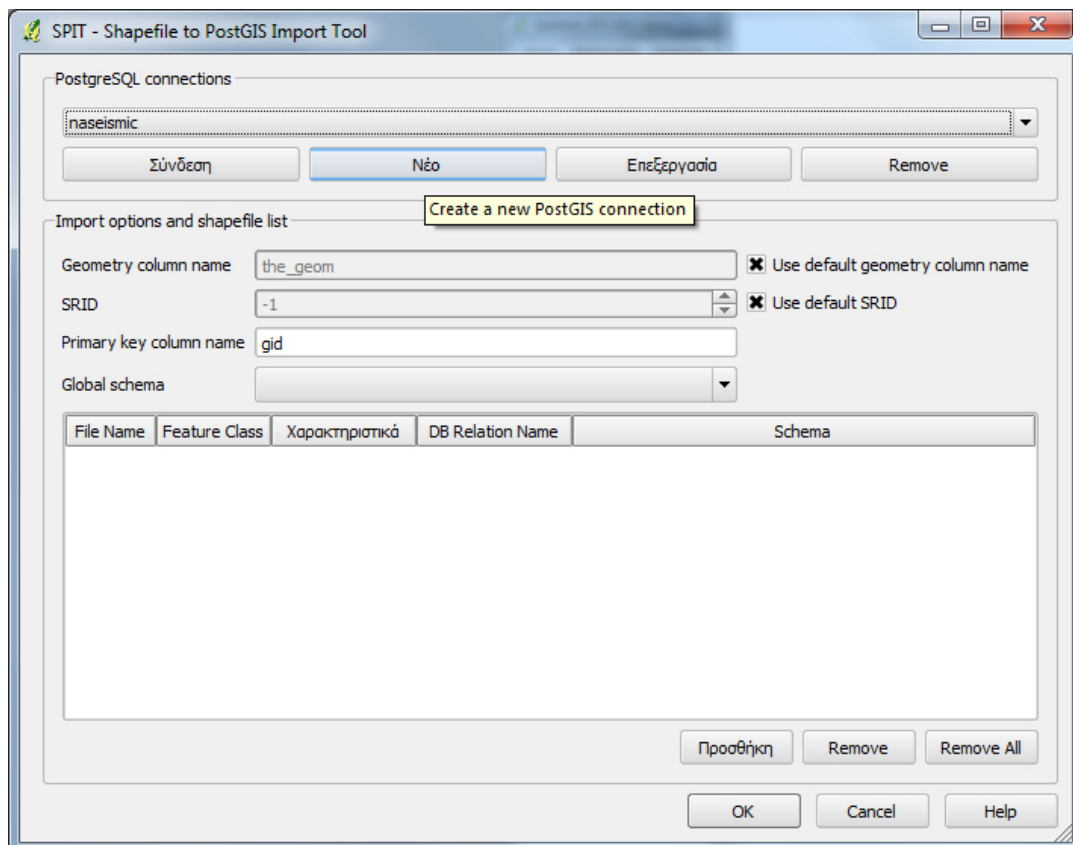 SPIT - Shapefile to PostGIS Import Tool
PostgreSQL connections
naseismic
Σύνδεση Νέο Επεξεργασία Remove
Create a new PostGIS connection
Import options and shapefile list
Geometry column name the_geom Use default geometry column name
SRID -1 Use default SRID
Primary key column name gid
Global schema
File Name Feature Class Χαρακτηριστικά DB Relation Name Schema
Προσθήκη Remove Remove All
OK Cancel Help